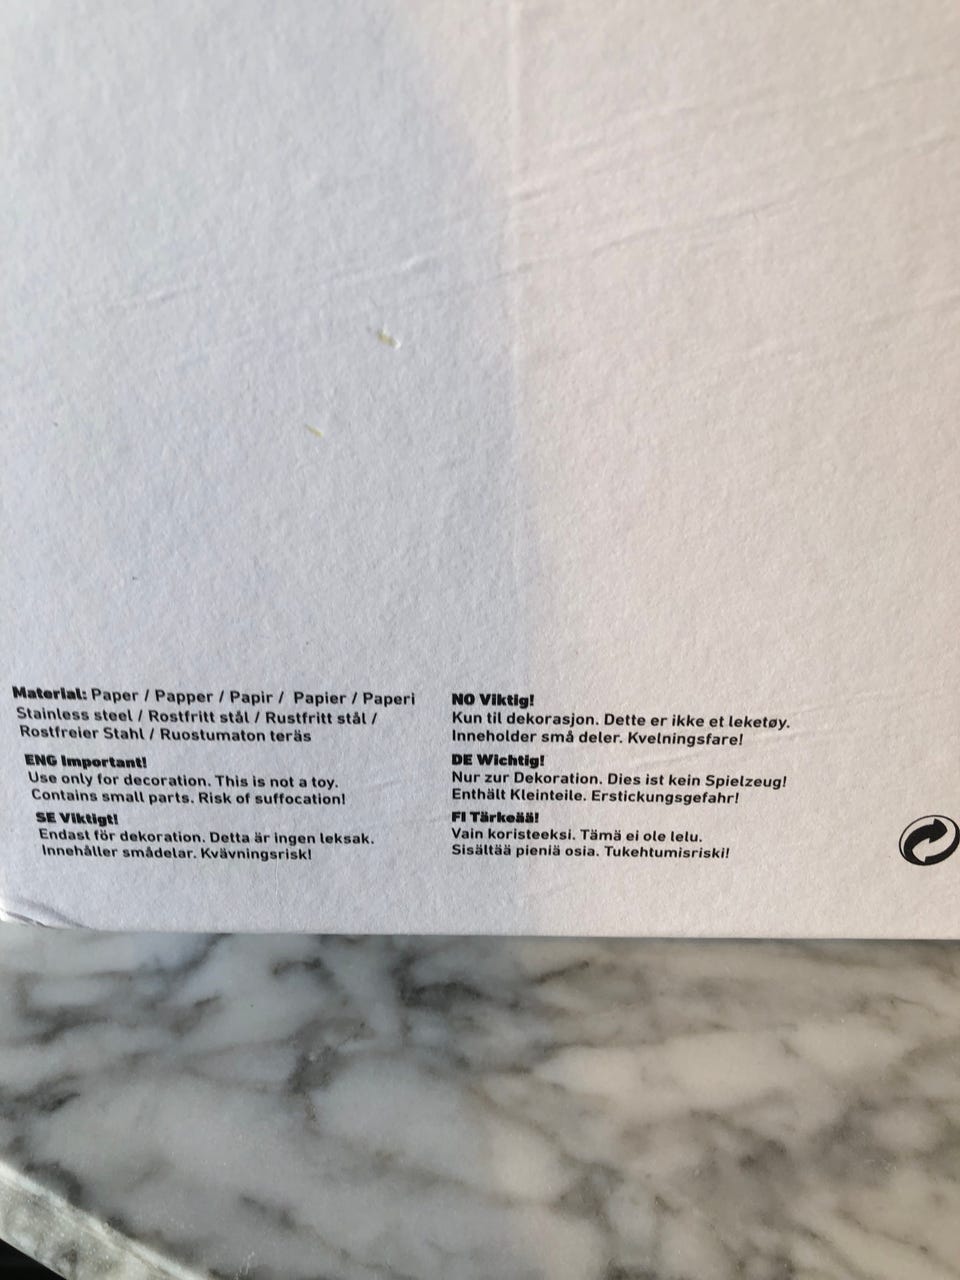 Material: Paper / Papper / Papir / Papier / Paperi
Stainless steel / Rostfritt stål / Rustfritt stål /
Rostfreier Stahl / Ruostumaton teräs
ENG Important!
Use only for decoration. This is not a toy.
Contains small parts. Risk of suffocation!
SE Viktigt!
Endast för dekoration. Detta är ingen leksak.
Innehåller smådelar. Kvävningsrisk!
NO Viktig!
Kun til dekorasjon. Dette er ikke et leketøy.
Inneholder små deler. Kvelningsfare!
DE Wichtig!
Nur zur Dekoration. Dies ist kein Spielzeug!
Enthält Kleinteile. Erstickungsgefahr!
FI Tärkeää!
Vain koristeeksi. Tämä ei ole lelu.
Sisältää pieniä osia. Tukehtumisriski!